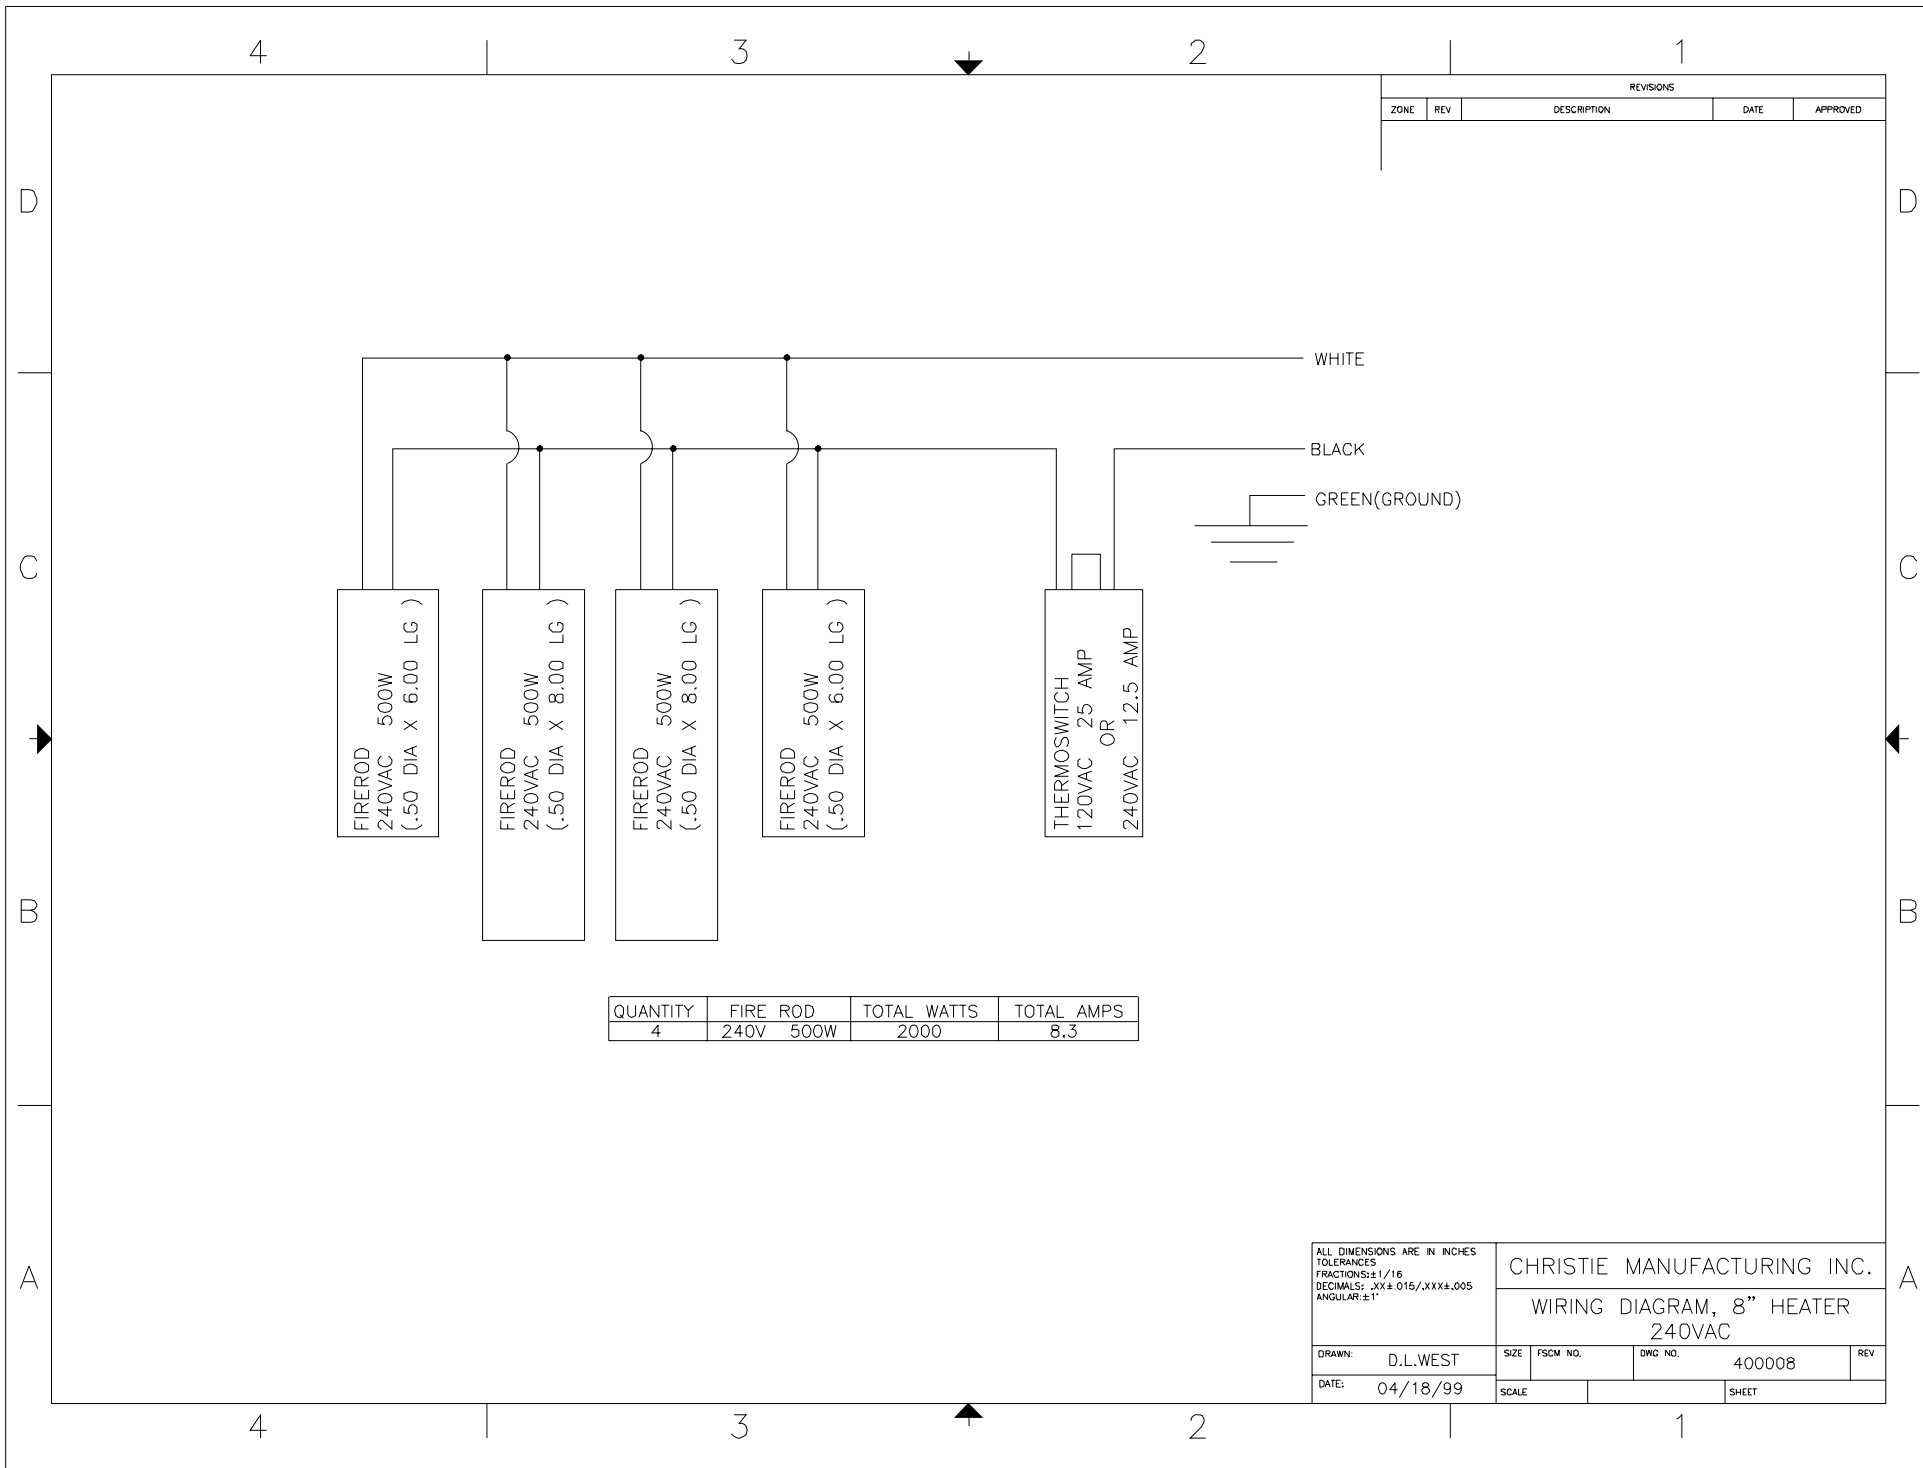 4 3 2 1
REVISIONS
ZONE REV DESCRIPTION DATE APPROVED
D D
WHITE
BLACK
GREEN(GROUND)
C C
FIREROD
240VAC 500W
(.50 DIA X 6.00 LG )
FIREROD
240VAC 500W
(.50 DIA X 8.00 LG )
FIREROD
240VAC 500W
(.50 DIA X 8.00 LG )
FIREROD
240VAC 500W
(.50 DIA X 6.00 LG )
THERMOSWITCH
120VAC 25 AMP
OR
240VAC 12.5 AMP
B B
QUANTITY FIRE ROD TOTAL WATTS TOTAL AMPS
4 240V 500W 2000 8.3
A A
ALL DIMENSIONS ARE IN INCHES
TOLERANCES
FRACTIONS:±1/16
DECIMALS: .XX±.016/.XXX±.005
ANGULAR:±1°
CHRISTIE MANUFACTURING INC.
WIRING DIAGRAM, 8" HEATER
240VAC
DRAWN: D.L.WEST
DATE: 04/18/99
SIZE FSCM NO. DWG NO. 400008 REV
SCALE SHEET
4 3 2 1